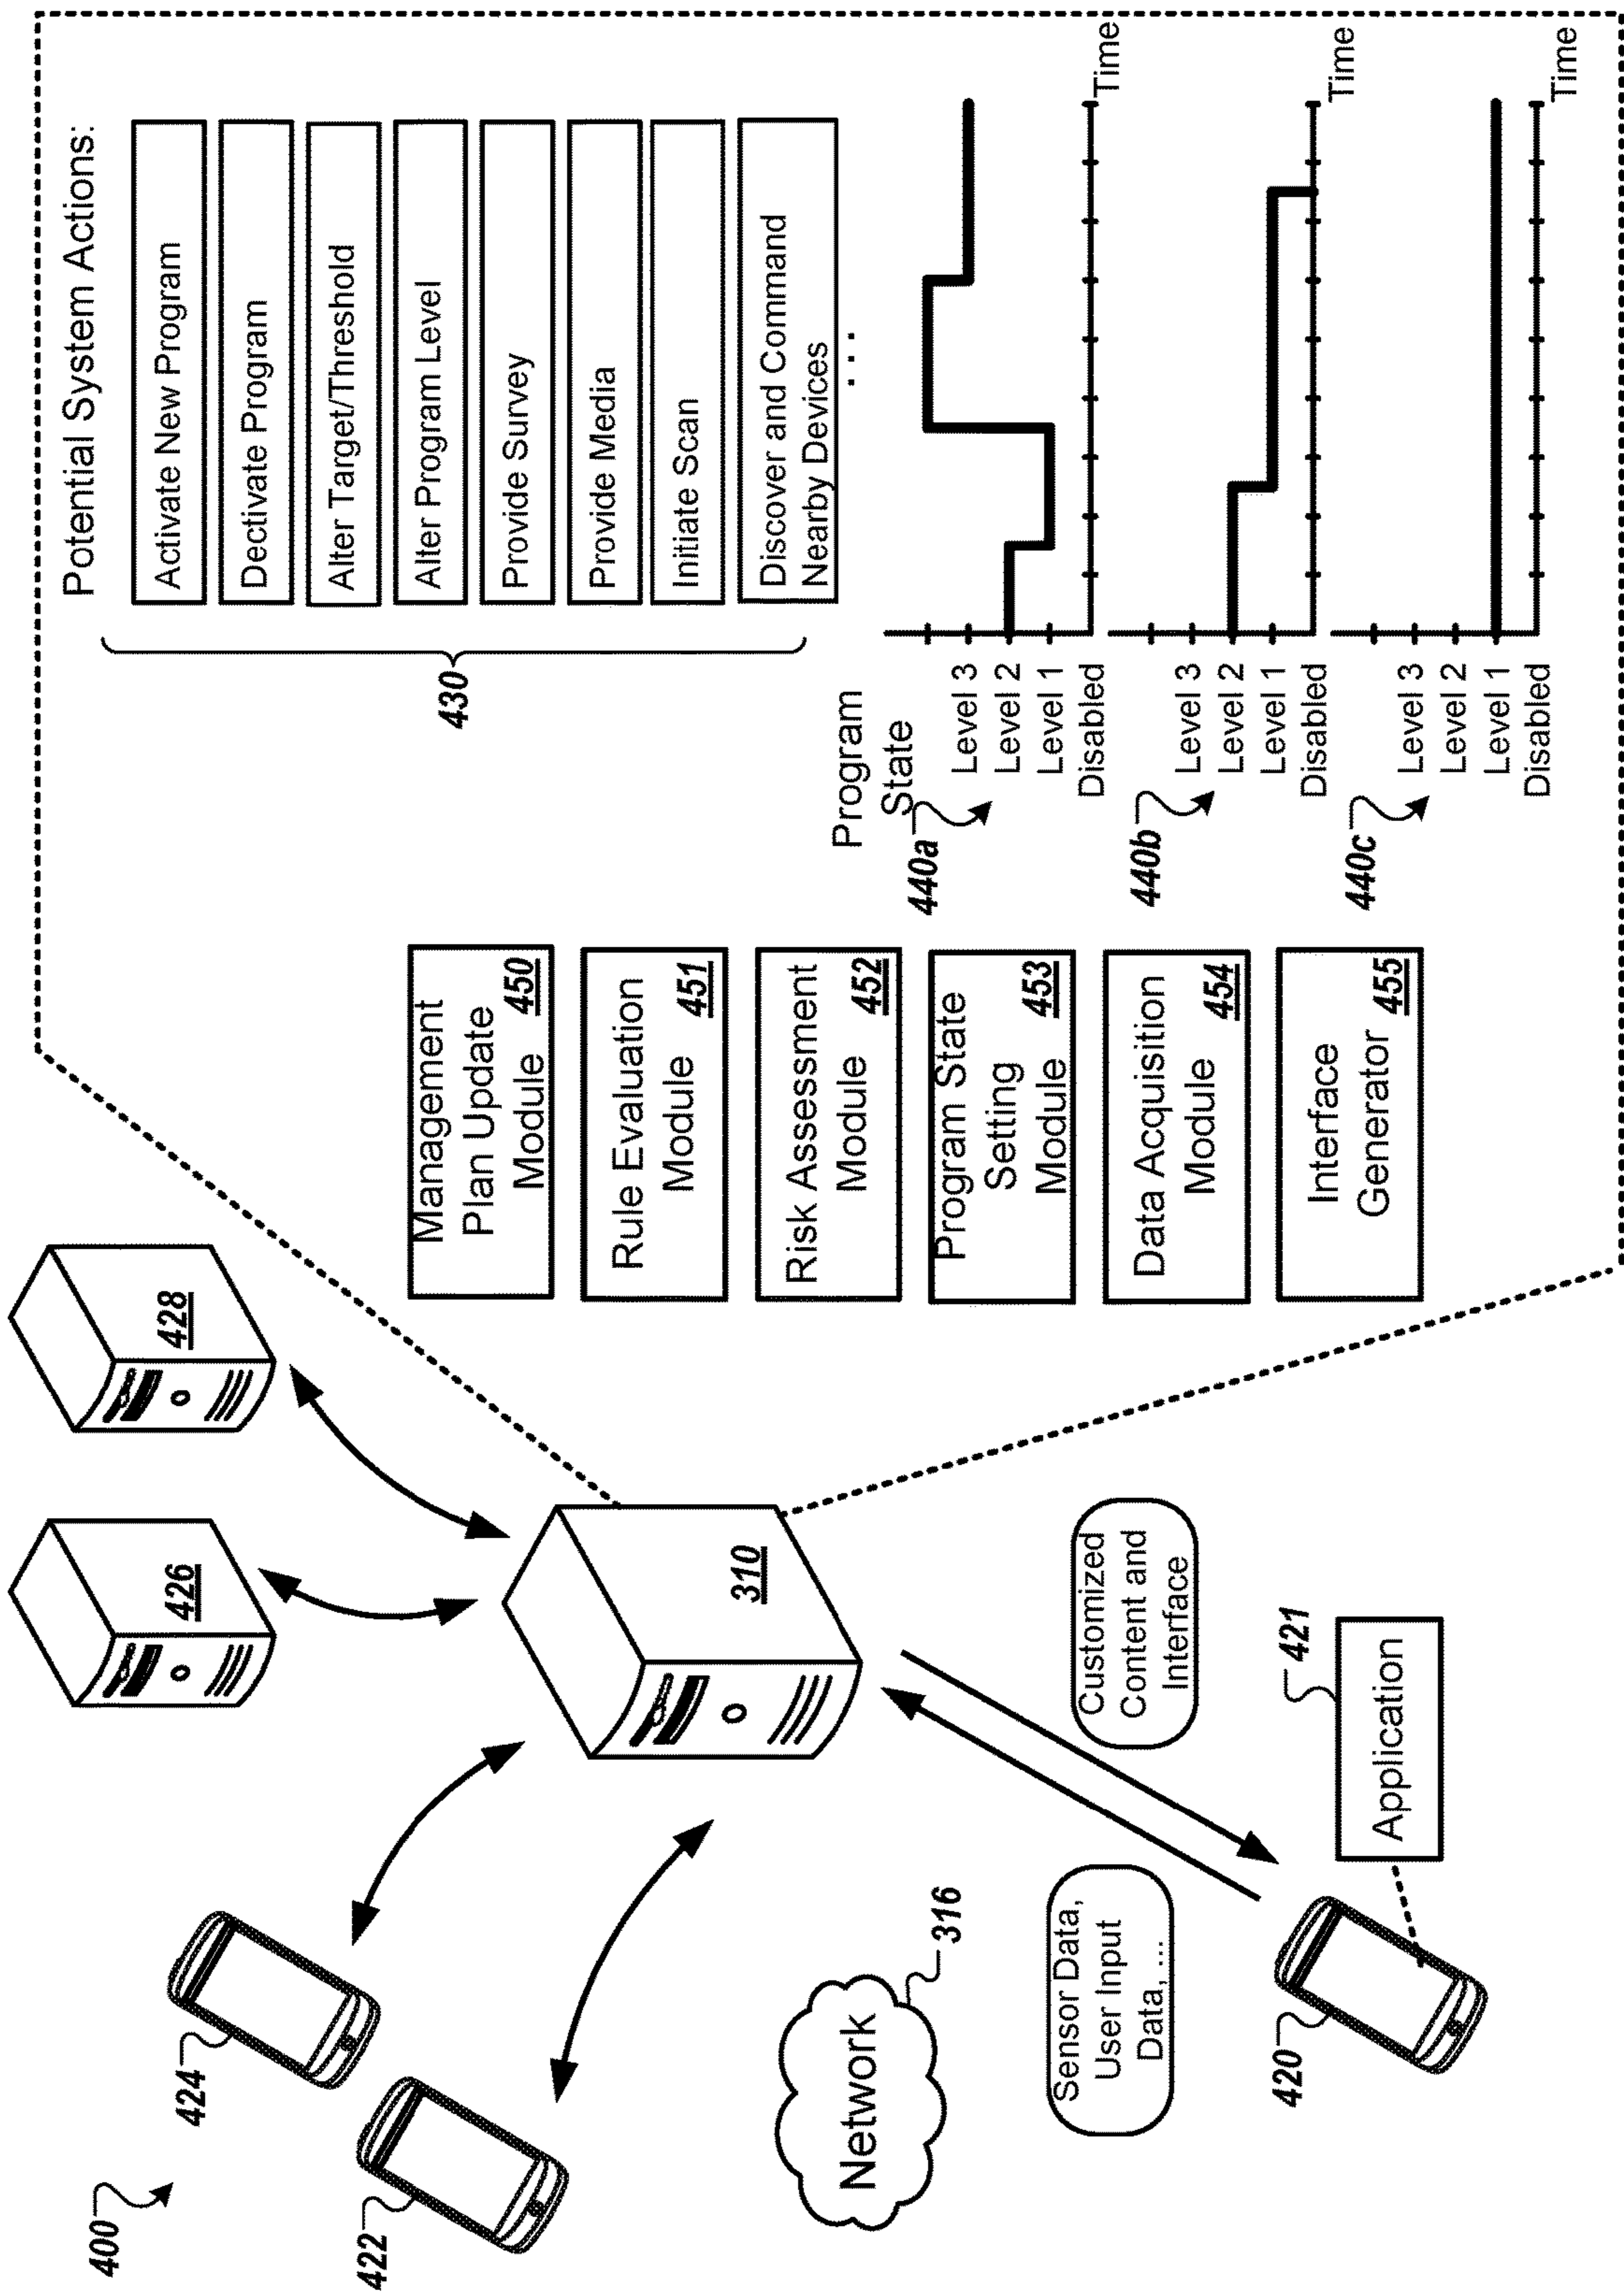 400
424
422
426
428
310
Network
316
Sensor Data,
User Input
Data, ...
Customized
Content and
Interface
420
421
Application
Management
Plan Update
Module
450
Rule Evaluation
Module
451
Risk Assessment
Module
452
Program State
Setting
Module
453
Data Acquisition
Module
454
Interface
Generator
455
Potential System Actions:
430
Activate New Program
Dectivate Program
Alter Target/Threshold
Alter Program Level
Provide Survey
Provide Media
Initiate Scan
Discover and Command
Nearby Devices
...
Program
State
440a
Level 3
Level 2
Level 1
Disabled
Time
440b
Level 3
Level 2
Level 1
Disabled
Time
440c
Level 3
Level 2
Level 1
Disabled
Time